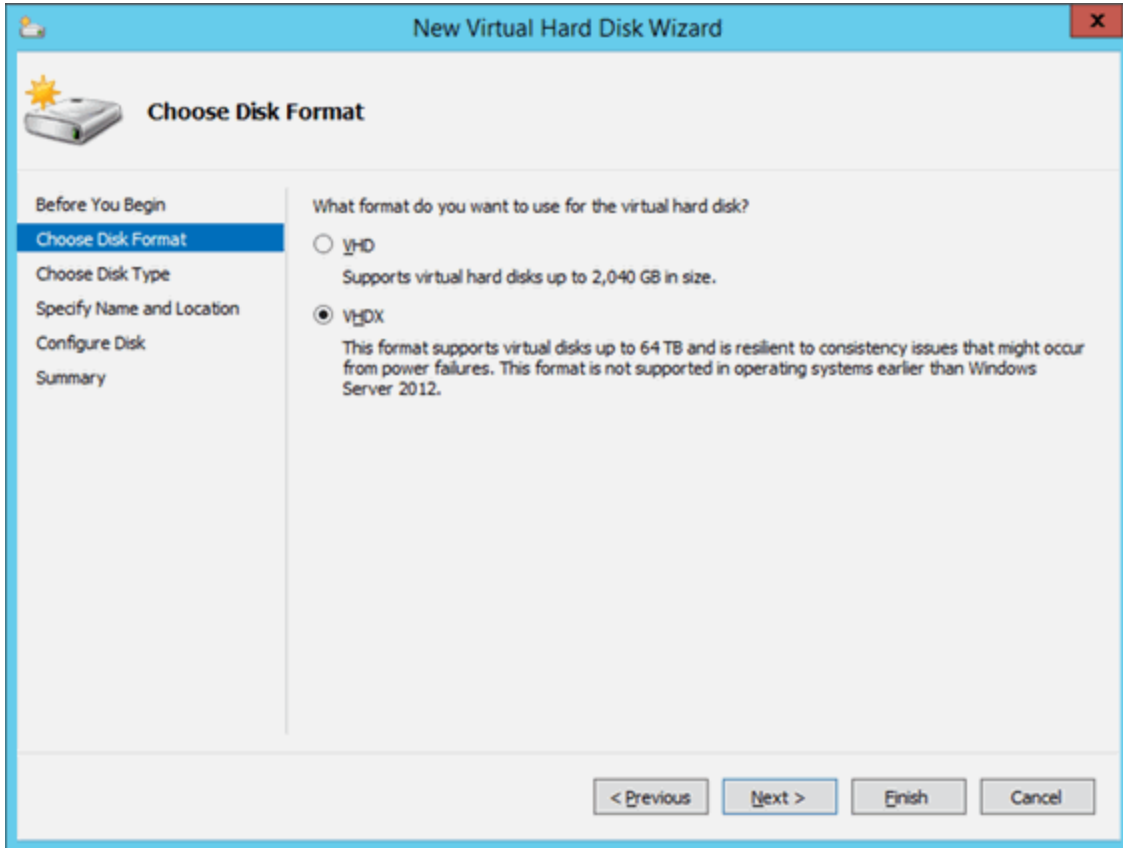 New Virtual Hard Disk Wizard
x
Choose Disk Format
Before You Begin
Choose Disk Format
Choose Disk Type
Specify Name and Location
Configure Disk
Summary
What format do you want to use for the virtual hard disk?
VHD
Supports virtual hard disks up to 2,040 GB in size.
VHDX
This format supports virtual disks up to 64 TB and is resilient to consistency issues that might occur
from power failures. This format is not supported in operating systems earlier than Windows
Server 2012.
< Previous
Next >
Finish
Cancel